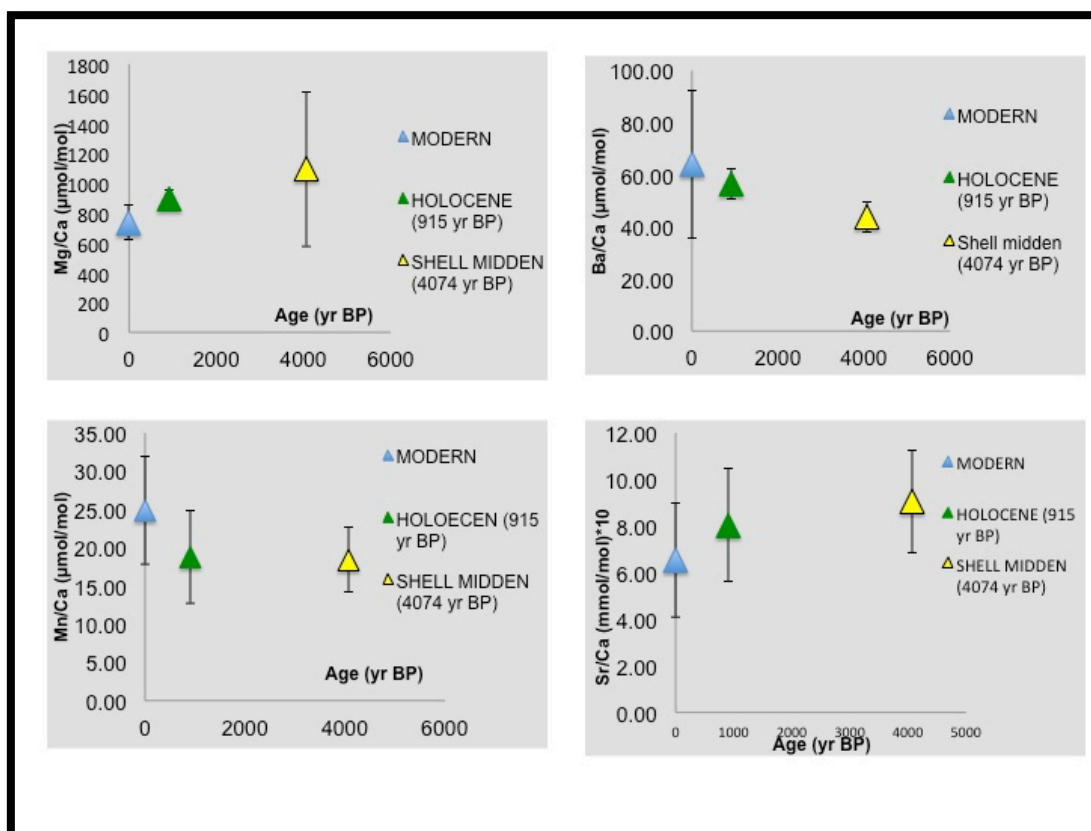 Mg/Ca (µmol/mol)
1800
1600
1400
1200
1000
800
600
400
200
0
MODERN
HOLOCENE
(915 yr BP)
SHELL MIDDEN
(4074 yr BP)
Age (yr BP)
0 2000 4000 6000
Ba/Ca (µmol/mol)
100.00
80.00
60.00
40.00
20.00
0.00
MODERN
HOLOCENE
(915 yr BP)
Shell midden
(4074 yr BP)
Age (yr BP)
0 2000 4000 6000
Mn/Ca (µmol/mol)
35.00
30.00
25.00
20.00
15.00
10.00
5.00
0.00
MODERN
HOLOECEN (915
yr BP)
SHELL MIDDEN
(4074 yr BP)
Age (yr BP)
0 2000 4000 6000
Sr/Ca (mmol/mol)*10
12.00
10.00
8.00
6.00
4.00
2.00
0.00
MODERN
HOLOCENE (915
yr BP)
SHELL MIDDEN
(4074 yr BP)
0 1000 2000 3000 4000 5000
Age (yr BP)